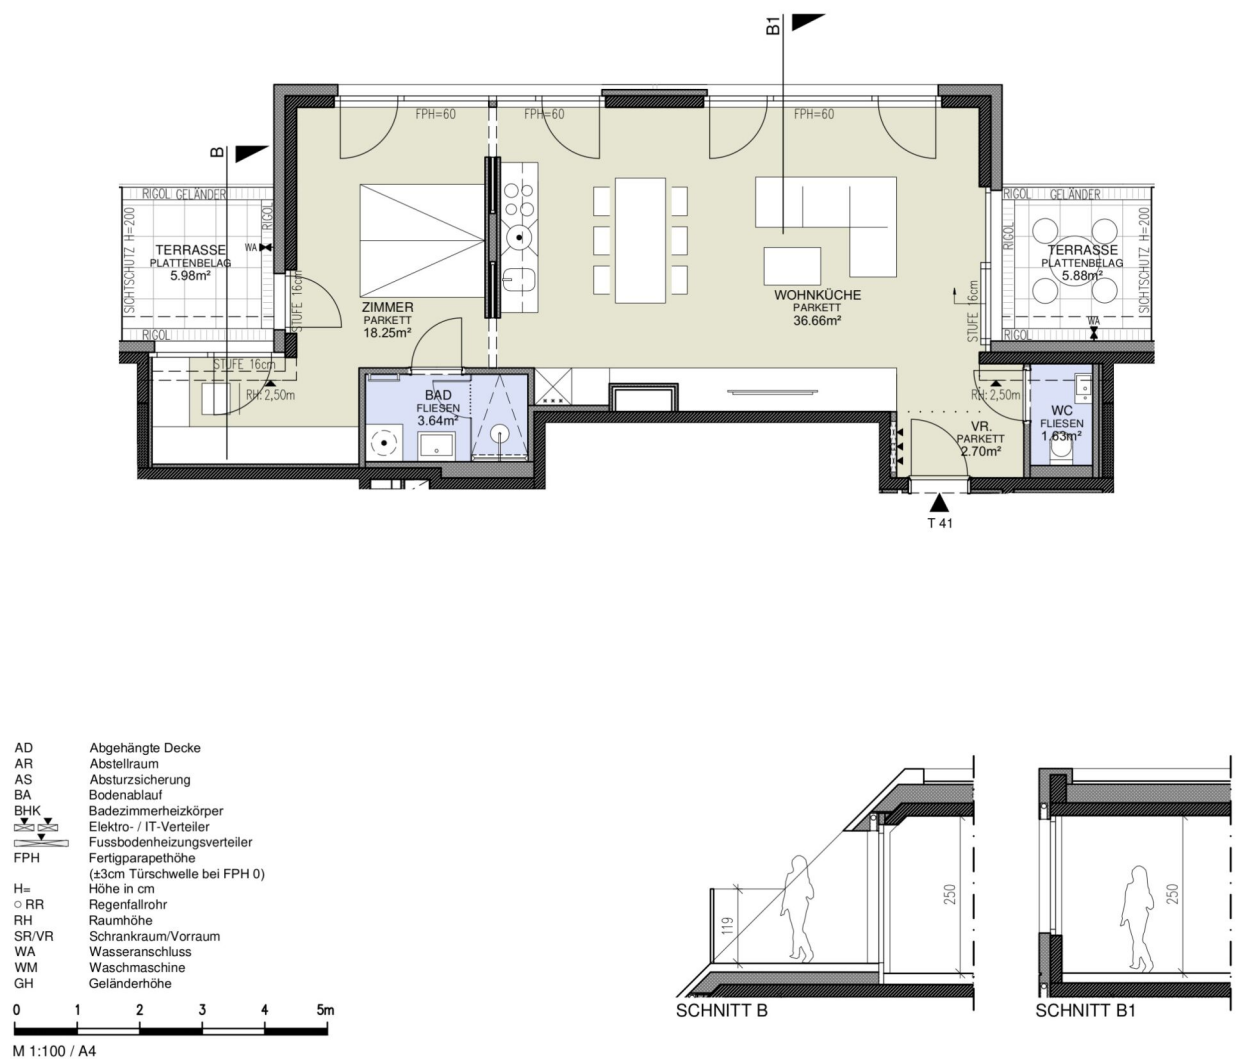 B1
FPH=60
FPH=60
FPH=60
B
RIGOL GELÄNDER
RIGOL
SICHTSCHUTZ H=200
WA
TERRASSE
PLATTENBELAG
5.98m²
RIGOL
STUFE 16cm
STUFE 16cm
RH: 2,50m
ZIMMER
PARKETT
18.25m²
BAD
FLIESEN
3.64m²
WOHNKÜCHE
PARKETT
36.66m²
STUFE 16cm
RIGOL
GELÄNDER
RIGOL
SICHTSCHUTZ H=200
TERRASSE
PLATTENBELAG
5.88m²
WA
RIGOL
RH: 2,50m
WC
FLIESEN
1.63m²
VR.
PARKETT
2.70m²
T 41
AD Abgehängte Decke
AR Abstellraum
AS Absturzsicherung
BA Bodenablauf
BHK Badezimmerheizkörper
Elektro- / IT-Verteiler
Fussbodenheizungsverteiler
FPH Fertigparapethöhe
(±3cm Türschwelle bei FPH 0)
H= Höhe in cm
○ RR Regenfallrohr
RH Raumhöhe
SR/VR Schrankraum/Vorraum
WA Wasseranschluss
WM Waschmaschine
GH Geländerhöhe
0 1 2 3 4 5m
M 1:100 / A4
119
250
SCHNITT B
250
SCHNITT B1